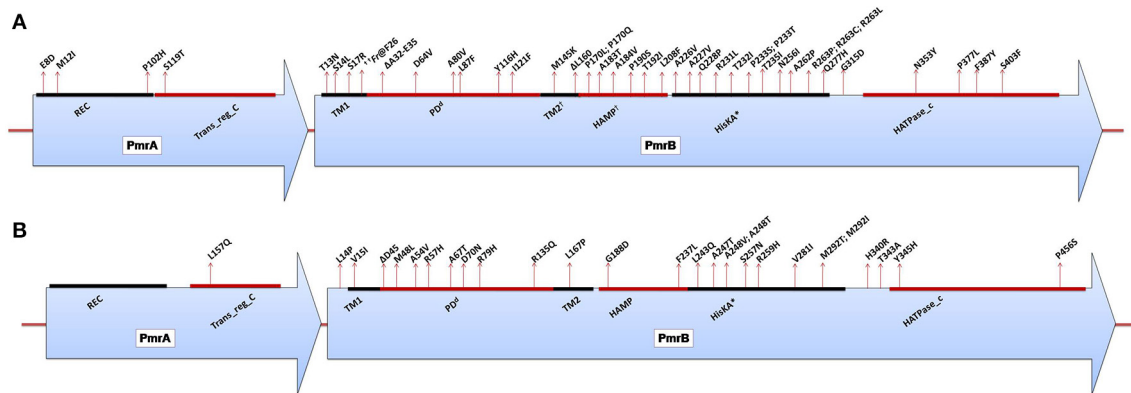 A
E8D
M12I
P102H
S119T
T13N
S14L
S17R
ΔA32-E35
D64V
A80V
L87F
Y116H
I121F
M145K
ΔL160
P170L; P170Q
A183T
A184V
P190S
T192I
L208F
A226V
A227V
Q228P
R231L
T232I
P233S; P233T
T235I
N256I
A262P
R263P; R263C; R263L
Q277H
G315D
N353Y
P377L
F387Y
S403F
REC
Trans_reg_C
TM1
PDᵈ
TM2†
HAMP†
HisKA*
HATPase_c
PmrA
PmrB
B
L157Q
L14P
V15I
ΔD45
M48L
A54V
R57H
A67T
D70N
R79H
R135Q
L167P
G188D
F237L
L243Q
A247T
A248V; A248T
S257N
R259H
V281I
M292T; M292I
H340R
T343A
Y345H
P456S
REC
Trans_reg_C
TM1
PDᵈ
TM2
HAMP
HisKA*
HATPase_c
PmrA
PmrB